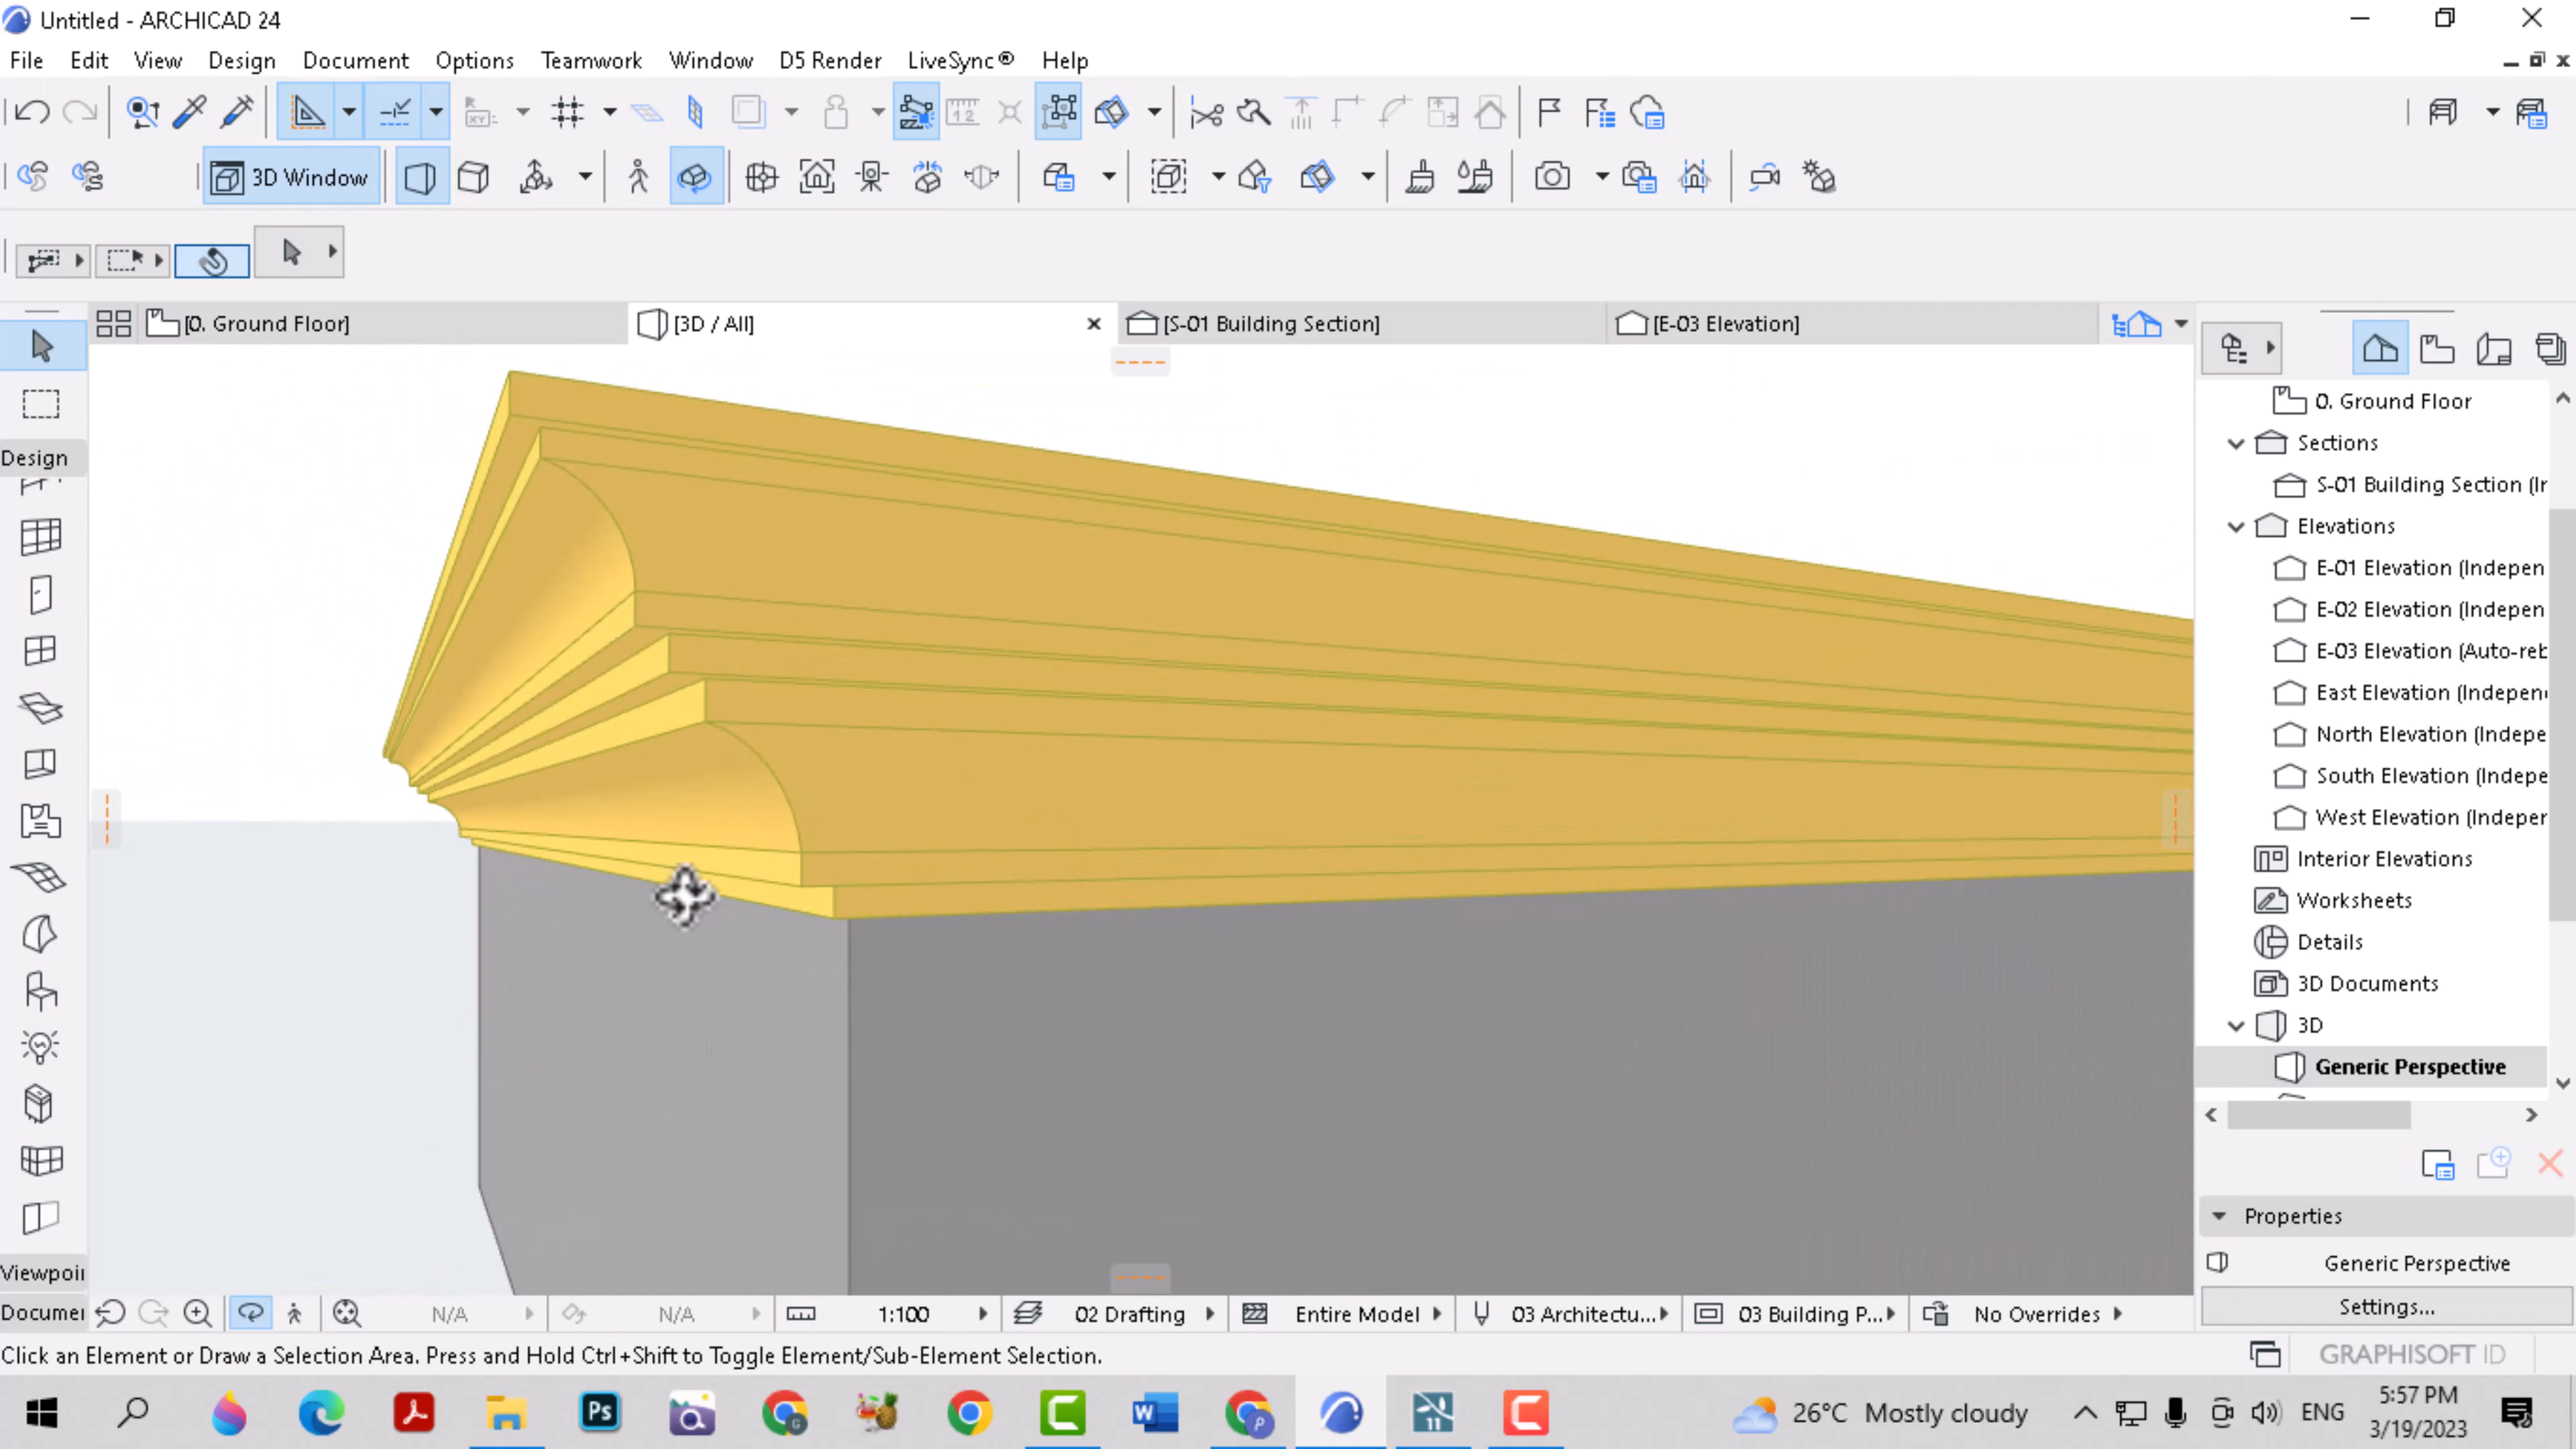 Untitled - ARCHICAD 24
File Edit View Design Document Options Teamwork Window D5 Render LiveSync® Help
3D Window
[0. Ground Floor]
[3D / All]
[S-01 Building Section]
[E-03 Elevation]
Design
0. Ground Floor
Sections
S-01 Building Section (Ir
Elevations
E-01 Elevation (Indepen
E-02 Elevation (Indepen
E-03 Elevation (Auto-reb
East Elevation (Indepen
North Elevation (Indepe
South Elevation (Indepe
West Elevation (Indeper
Interior Elevations
Worksheets
Details
3D Documents
3D
Generic Perspective
Properties
Generic Perspective
Settings...
Viewpoi
Documei
N/A
N/A
1:100
02 Drafting
Entire Model
03 Architectu...
03 Building P...
No Overrides
Click an Element or Draw a Selection Area. Press and Hold Ctrl+Shift to Toggle Element/Sub-Element Selection.
GRAPHISOFT ID
26°C Mostly cloudy
ENG
5:57 PM
3/19/2023